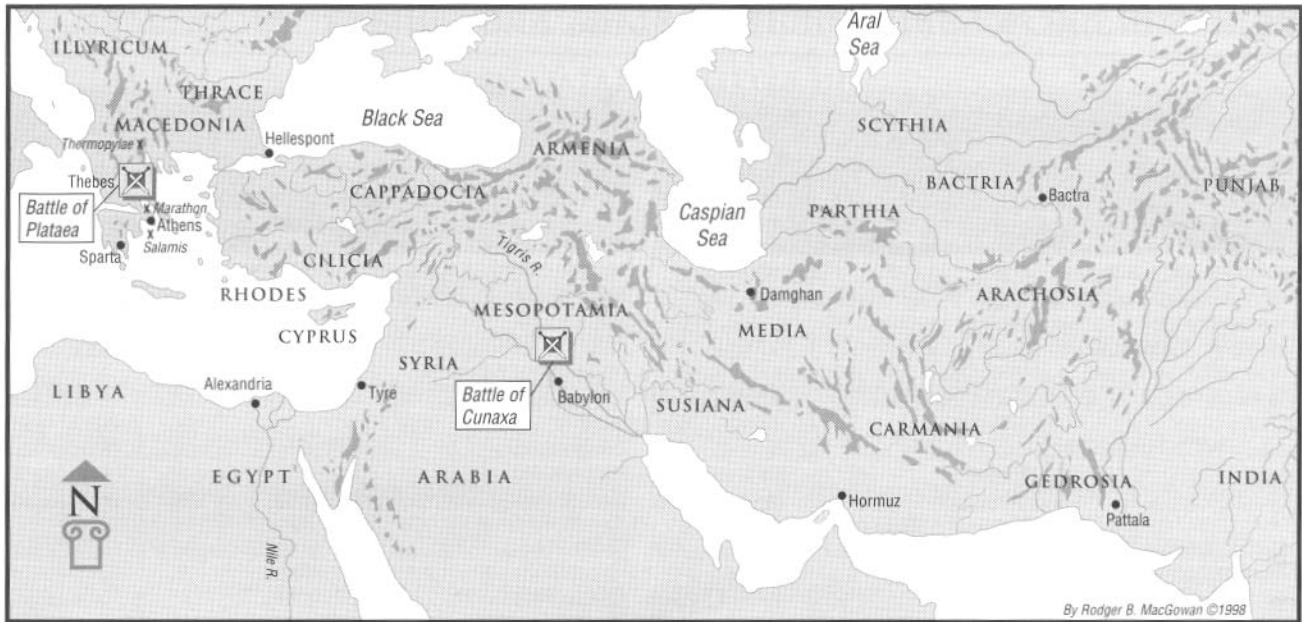 Aral
Sea
ILLYRICUM
THRACE
Black Sea
MACEDONIA
SCYTHIA
Hellespont
Thermopylae x
ARMENIA
Thebes
CAPPADOCIA
BACTRIA
Bactra
PUNJAB
Battle of
Plataea
x Marathon
Athens
x
Salamis
Caspian
Sea
PARTHIA
Sparta
Tigris R.
CILICIA
RHODES
Damghan
ARACHOSIA
MESOPOTAMIA
CYPRUS
MEDIA
SYRIA
LIBYA
Alexandria
Tyre
Battle of
Cunaxa
Babylon
SUSIANA
CARMANIA
EGYPT
ARABIA
GEDROSIA
INDIA
N
Hormuz
Pattala
Nile R.
By Rodger B. MacGowan ©1998